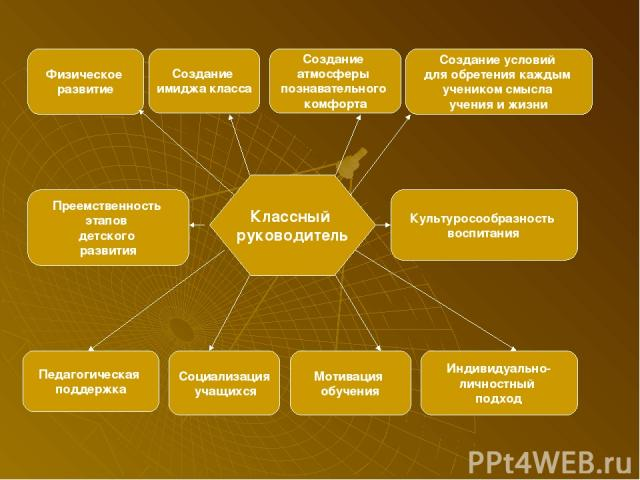 Физическое
развитие
Создание
имиджа класса
Создание
атмосферы
познавательного
комфорта
Создание условий
для обретения каждым
учеником смысла
учения и жизни
Преемственность
этапов
детского
развития
Классный
руководитель
Культуросообразность
воспитания
Педагогическая
поддержка
Социализация
учащихся
Мотивация
обучения
Индивидуально-
личностный
подход
PPt4WEB.ru